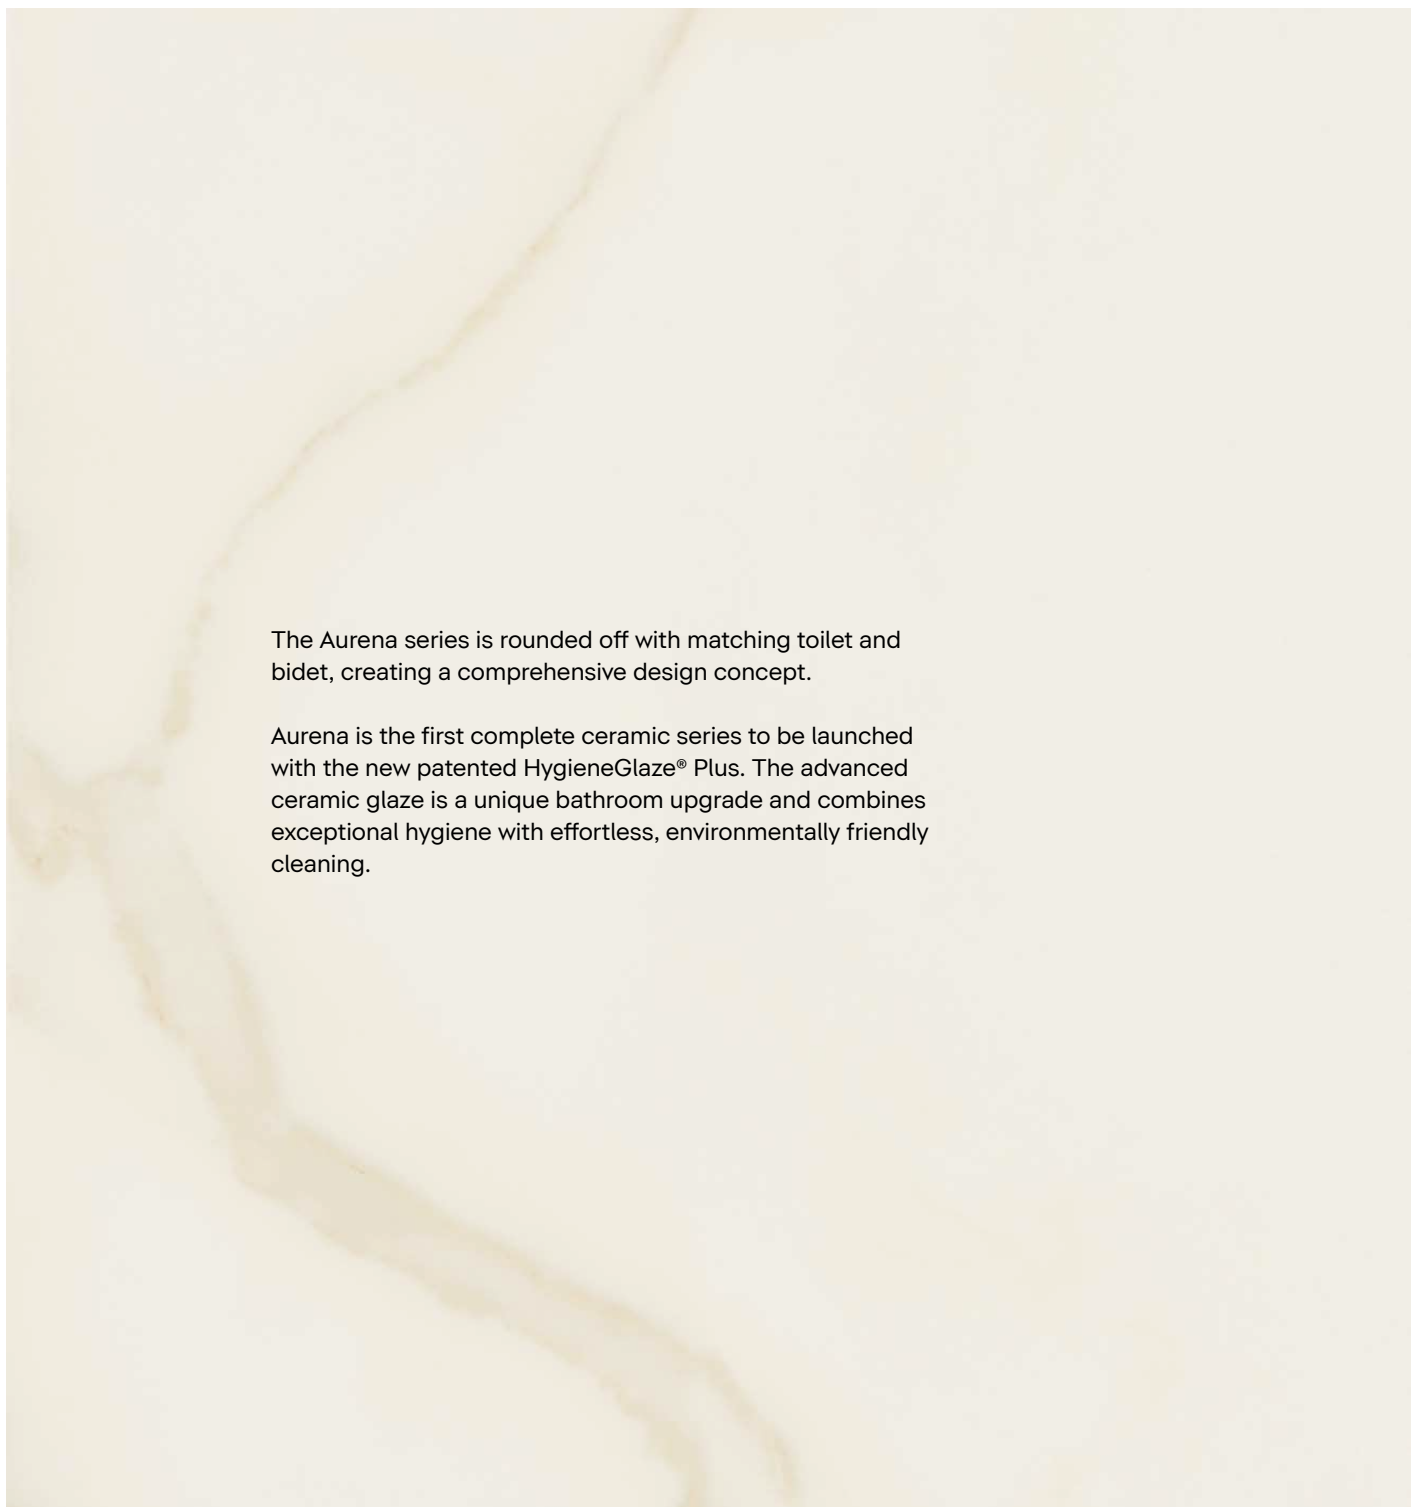 The Aurena series is rounded off with matching toilet and
bidet, creating a comprehensive design concept.
Aurena is the first complete ceramic series to be launched
with the new patented HygieneGlaze® Plus. The advanced
ceramic glaze is a unique bathroom upgrade and combines
exceptional hygiene with effortless, environmentally friendly
cleaning.